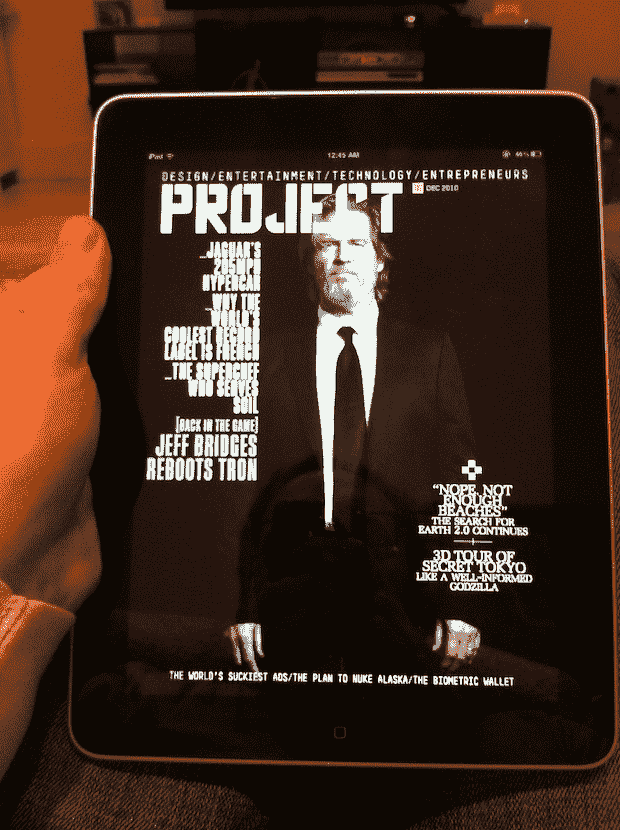 iPad
12:45 AM
DESIGN/ENTERTAINMENT/TECHNOLOGY/ENTREPRENEURS
PROJECT
DEC 2010
...JAGUAR'S
205MPH
HYPERCAR
...WHY THE
WORLD'S
COOLEST RECORD
LABEL IS FRENCH
...THE SUPERCHEF
WHO SERVES
SOIL
[BACK IN THE GAME]
JEFF BRIDGES
REBOOTS TRON
"NOPE, NOT
ENOUGH
BEACHES"
THE SEARCH FOR
EARTH 2.0 CONTINUES
3D TOUR OF
SECRET TOKYO
LIKE A WELL-INFORMED
GODZILLA
THE WORLD'S SUCKIEST ADS/THE PLAN TO NUKE ALASKA/THE BIOMETRIC WALLET